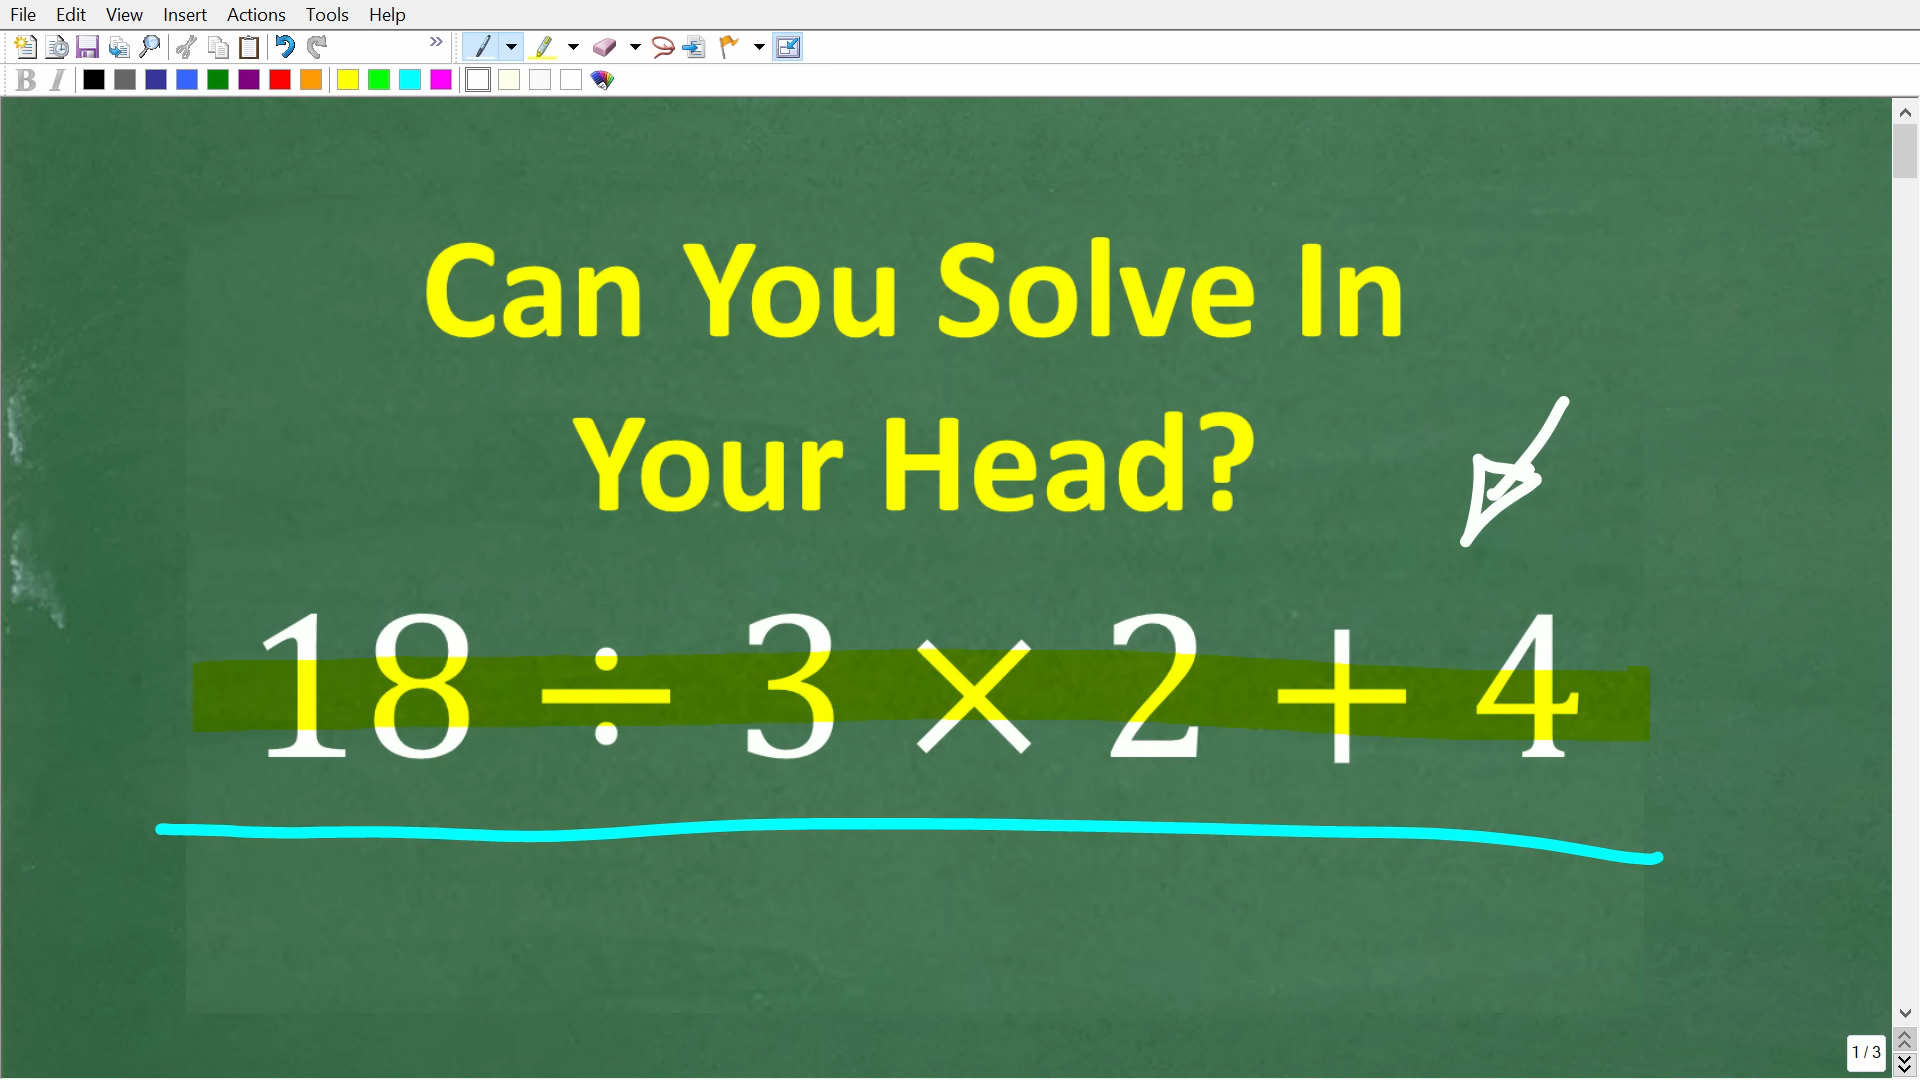 File Edit View Insert Actions Tools Help
B I
Can You Solve In
Your Head?
18 ÷ 3 × 2 + 4
1 / 3